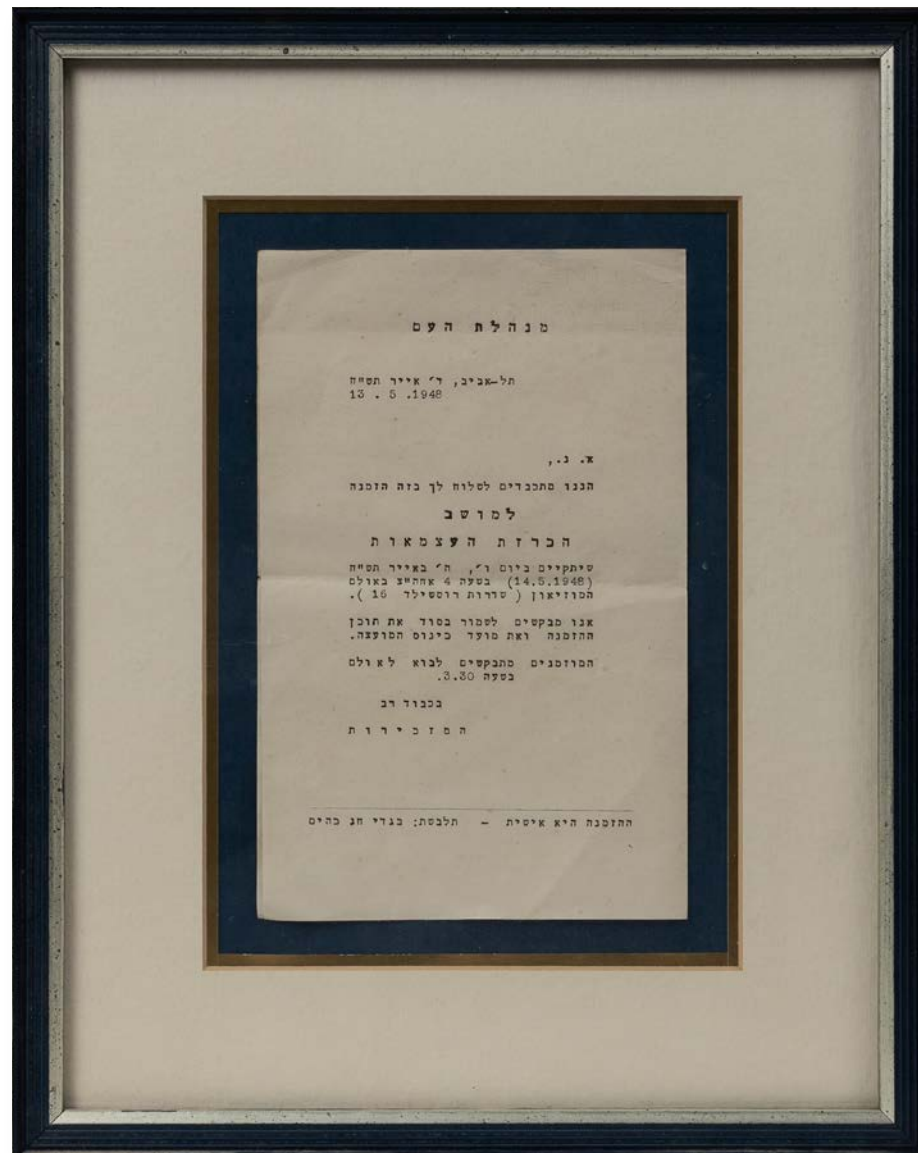 מנהלת העם
תל-אביב, ד' אייר תש"ח
13 . 5 .1948
א. נ.,
הננו מתכבדים לשלוח לך בזה הזמנה
למושב
הכרזת העצמאות
שיתקיים ביום ו', ה' באייר תש"ח
(14.5.1948) בשעה 4 אחה"צ באולם
המוזיאון ( שדרות רוטשילד 16 ).
אנו מבקשים לשמור בסוד את תוכן
ההזמנה ואת מועד כינוס המועצה.
המוזמנים מתבקשים לבוא לאולם
בשעה 3.30.
בכבוד רב
המזכירות
ההזמנה היא אישית - תלבשת: בגדי חג כהים